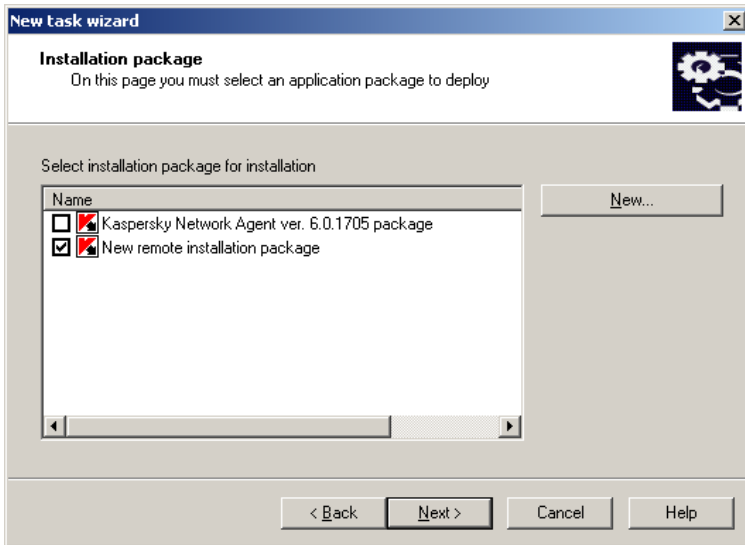 New task wizard
Installation package
On this page you must select an application package to deploy
Select installation package for installation
Name
New...
Kaspersky Network Agent ver. 6.0.1705 package
New remote installation package
< Back
Next >
Cancel
Help